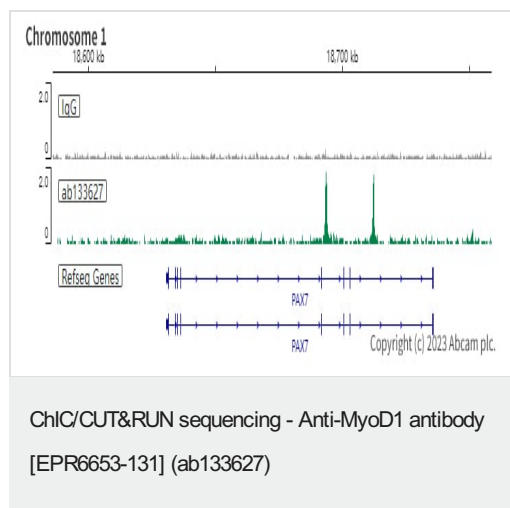 Chromosome 1
18,600 kb 18,700 kb
2.0
IgG
0
2.0
ab133627
0
Refseq Genes
PAX7
PAX7
Copyright (c) 2023 Abcam plc.
ChIC/CUT&RUN sequencing - Anti-MyoD1 antibody
[EPR6653-131] (ab133627)